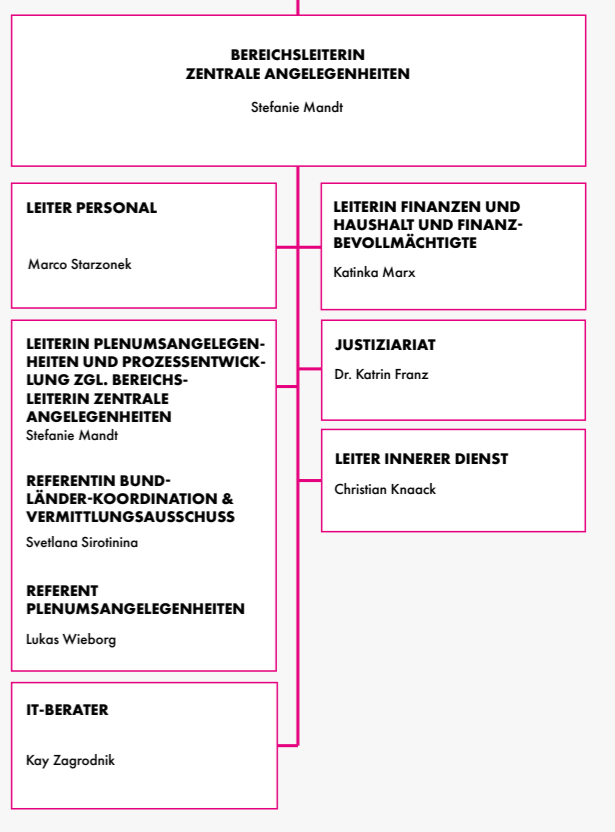 BEREICHSLEITERIN
ZENTRALE ANGELEGENHEITEN
Stefanie Mandt
LEITER PERSONAL
Marco Starzonek
LEITERIN FINANZEN UND
HAUSHALT UND FINANZ-
BEVOLLMÄCHTIGTE
Katinka Marx
LEITERIN PLENUMSANGELEGEN-
HEITEN UND PROZESSENTWICK-
LUNG ZGL. BEREICHS-
LEITERIN ZENTRALE
ANGELEGENHEITEN
Stefanie Mandt
REFERENTIN BUND-
LÄNDER-KOORDINATION &
VERMITTLUNGSAUSSCHUSS
Svetlana Sirotinina
REFERENT
PLENUMSANGELEGENHEITEN
Lukas Wieborg
JUSTIZIARIAT
Dr. Katrin Franz
LEITER INNERER DIENST
Christian Knaack
IT-BERATER
Kay Zagrodnik